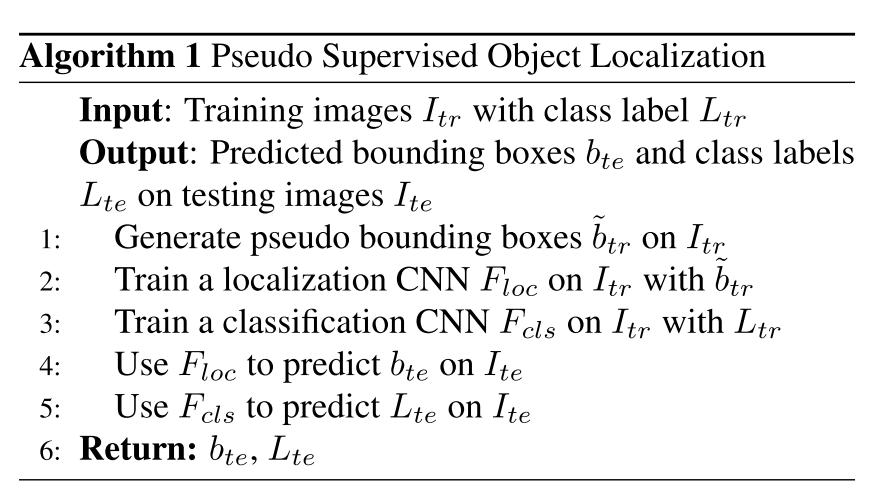 Algorithm 1 Pseudo Supervised Object Localization
Input: Training images I_{tr} with class label L_{tr}
Output: Predicted bounding boxes b_{te} and class labels
L_{te} on testing images I_{te}
1: Generate pseudo bounding boxes \tilde{b}_{tr} on I_{tr}
2: Train a localization CNN F_{loc} on I_{tr} with \tilde{b}_{tr}
3: Train a classification CNN F_{cls} on I_{tr} with L_{tr}
4: Use F_{loc} to predict b_{te} on I_{te}
5: Use F_{cls} to predict L_{te} on I_{te}
6: Return: b_{te}, L_{te}